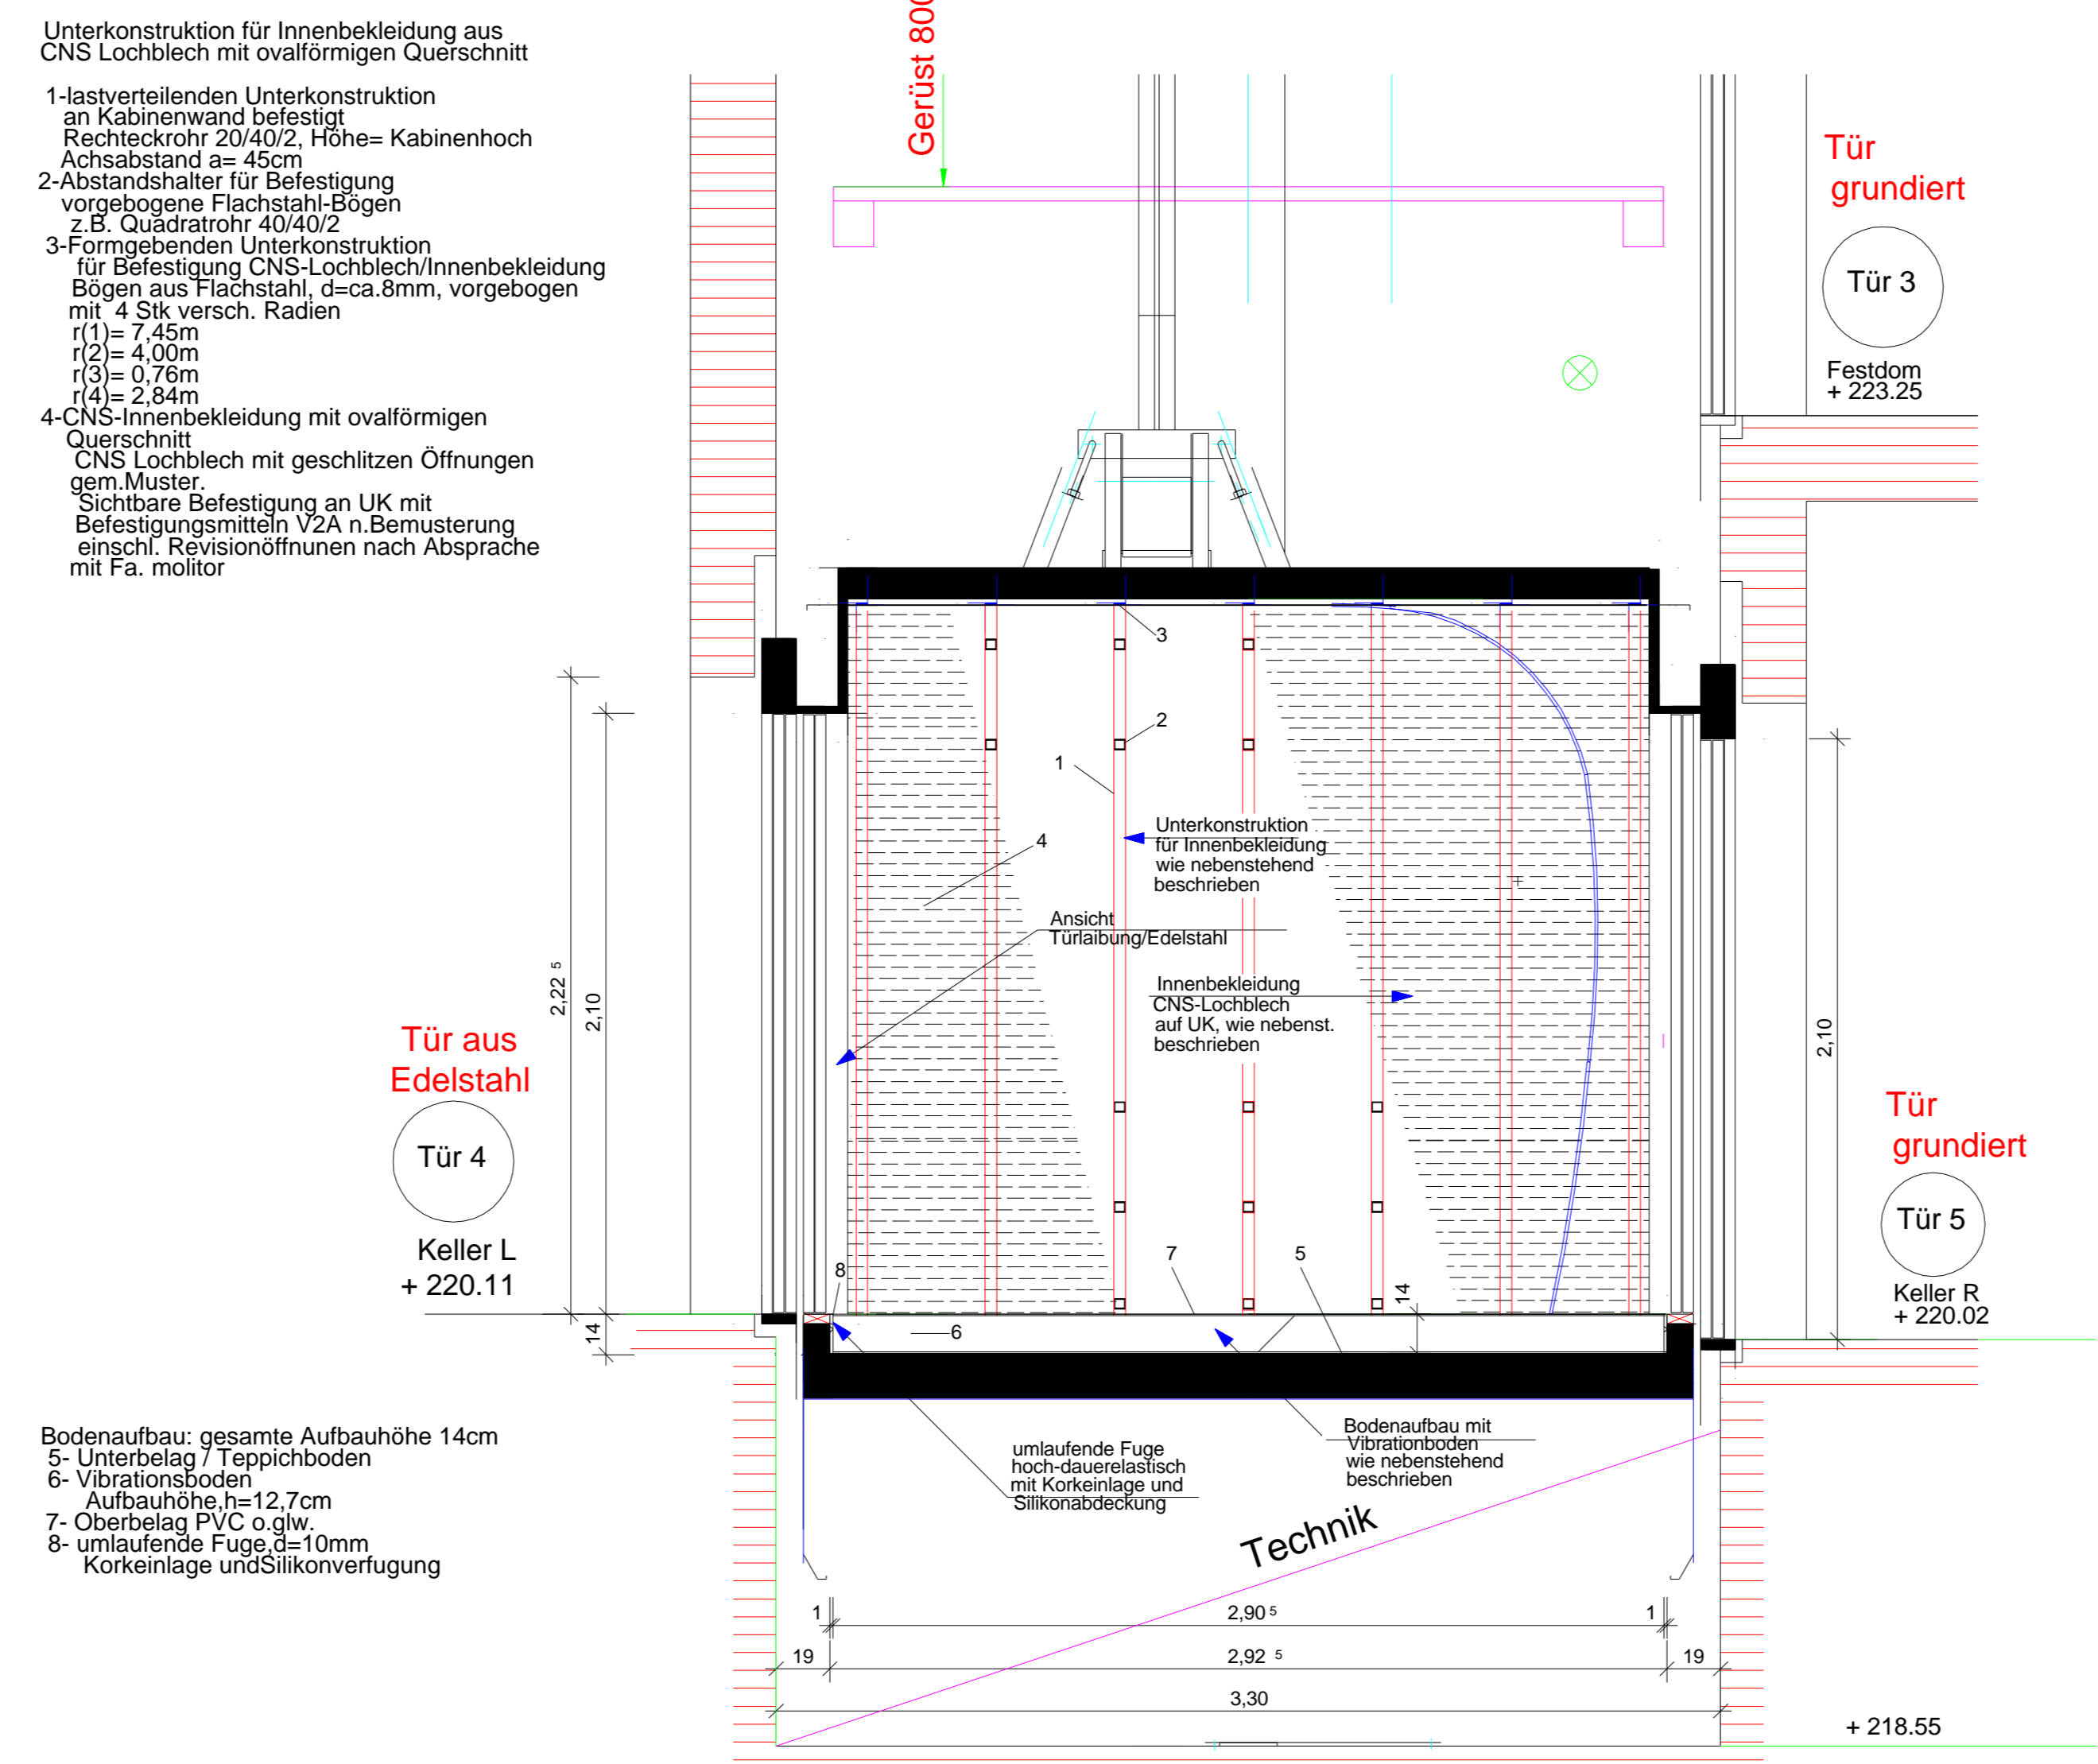 Unterkonstruktion für Innenbekleidung aus
CNS Lochblech mit ovalförmigen Querschnitt
1-lastverteilenden Unterkonstruktion
an Kabinenwand befestigt
Rechteckrohr 20/40/2, Höhe= Kabinenhoch
Achsabstand a= 45cm
2-Abstandshalter für Befestigung
vorgebogene Flachstahl-Bögen
z.B. Quadratrohr 40/40/2
3-Formgebenden Unterkonstruktion
für Befestigung CNS-Lochblech/Innenbekleidung
Bögen aus Flachstahl, d=ca.8mm, vorgebogen
mit 4 Stk versch. Radien
r(1)= 7,45m
r(2)= 4,00m
r(3)= 0,76m
r(4)= 2,84m
4-CNS-Innenbekleidung mit ovalförmigen
Querschnitt
CNS Lochblech mit geschlitzen Öffnungen
gem.Muster.
Sichtbare Befestigung an UK mit
Befestigungsmitteln V2A n.Bemusterung
einschl. Revisionöffnunen nach Absprache
mit Fa. molitor
Gerüst 800
Tür
grundiert
Tür 3
Festdom
+ 223.25
3
2
1
4
Unterkonstruktion
für Innenbekleidung
wie nebenstehend
beschrieben
Ansicht
Türlaibung/Edelstahl
Innenbekleidung
CNS-Lochblech
auf UK, wie nebenst.
beschrieben
2,22 5
2,10
14
Tür aus
Edelstahl
Tür 4
Keller L
+ 220.11
2,10
Tür
grundiert
Tür 5
Keller R
+ 220.02
8
7
5
14
6
Bodenaufbau: gesamte Aufbauhöhe 14cm
5- Unterbelag / Teppichboden
6- Vibrationsboden
Aufbauhöhe,h=12,7cm
7- Oberbelag PVC o.glw.
8- umlaufende Fuge,d=10mm
Korkeinlage undSilikonverfugung
umlaufende Fuge
hoch-dauerelastisch
mit Korkeinlage und
Silikonabdeckung
Bodenaufbau mit
Vibrationboden
wie nebenstehend
beschrieben
Technik
1
2,90 5
1
19
2,92 5
19
3,30
+ 218.55